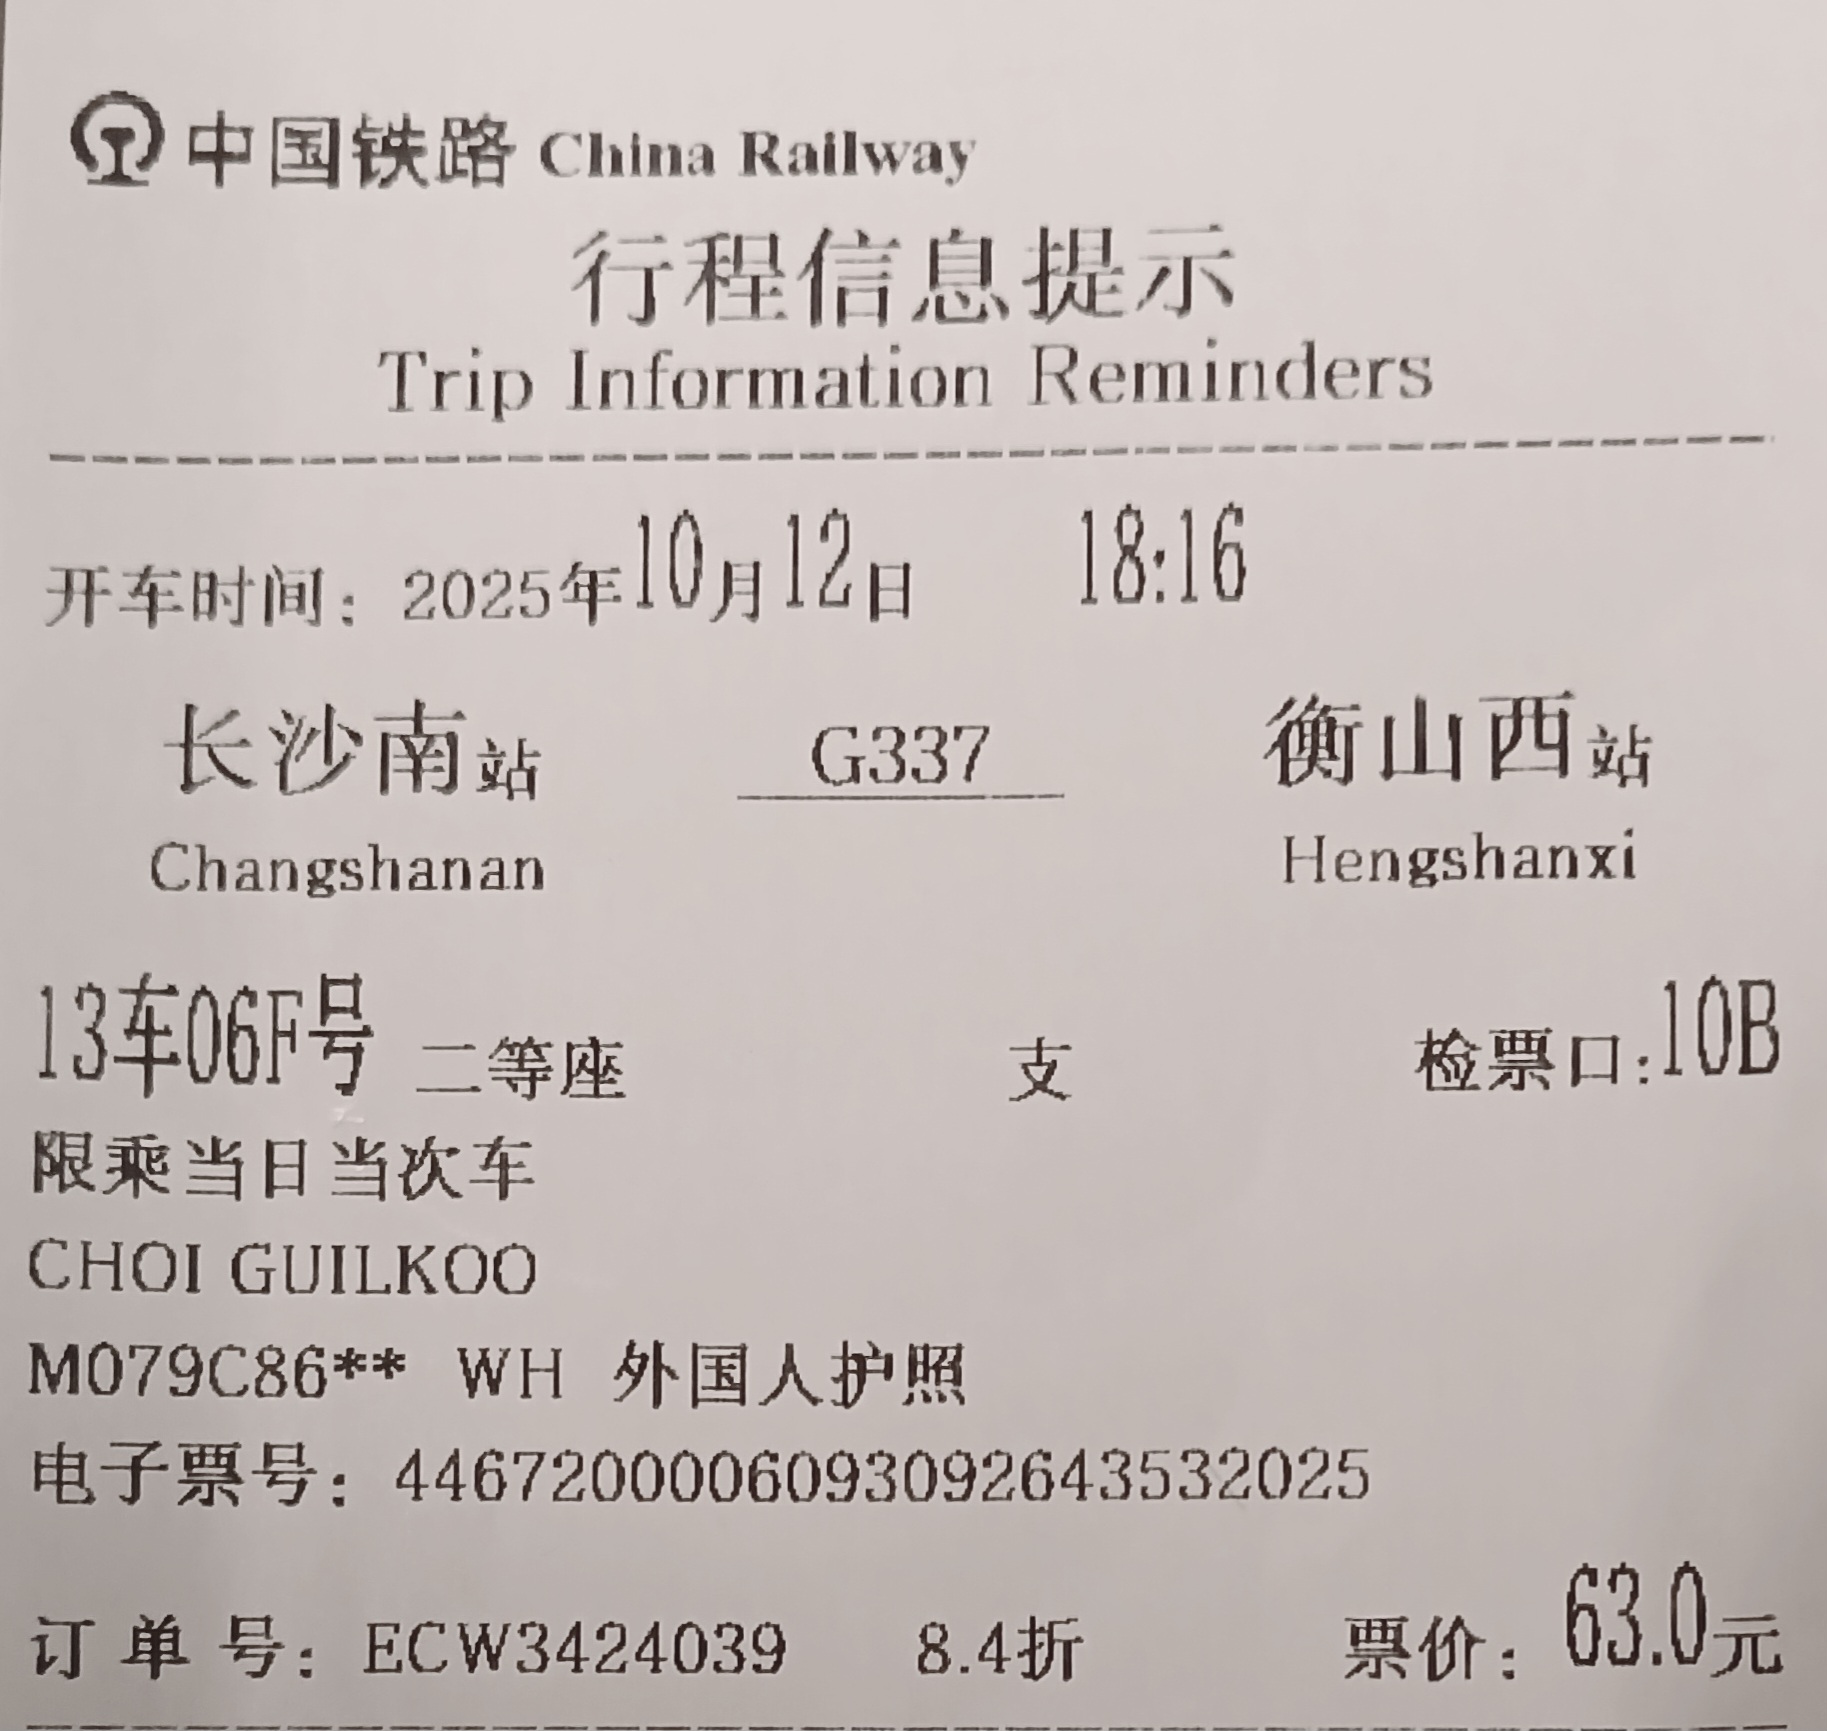 中国铁路 China Railway
行程信息提示
Trip Information Reminders
开车时间：2025年10月12日 18:16
长沙南站 G337 衡山西站
Changshanan Hengshanxi
13车06F号 二等座 支 检票口:10B
限乘当日当次车
CHOI GUILKOO
M079C86** WH 外国人护照
电子票号：4467200006093092643532025
订单号：ECW3424039 8.4折 票价：63.0元